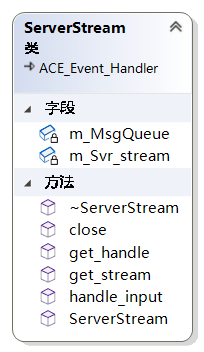 ServerStream
类
ACE_Event_Handler
字段
m_MsgQueue
m_Svr_stream
方法
~ServerStream
close
get_handle
get_stream
handle_input
ServerStream